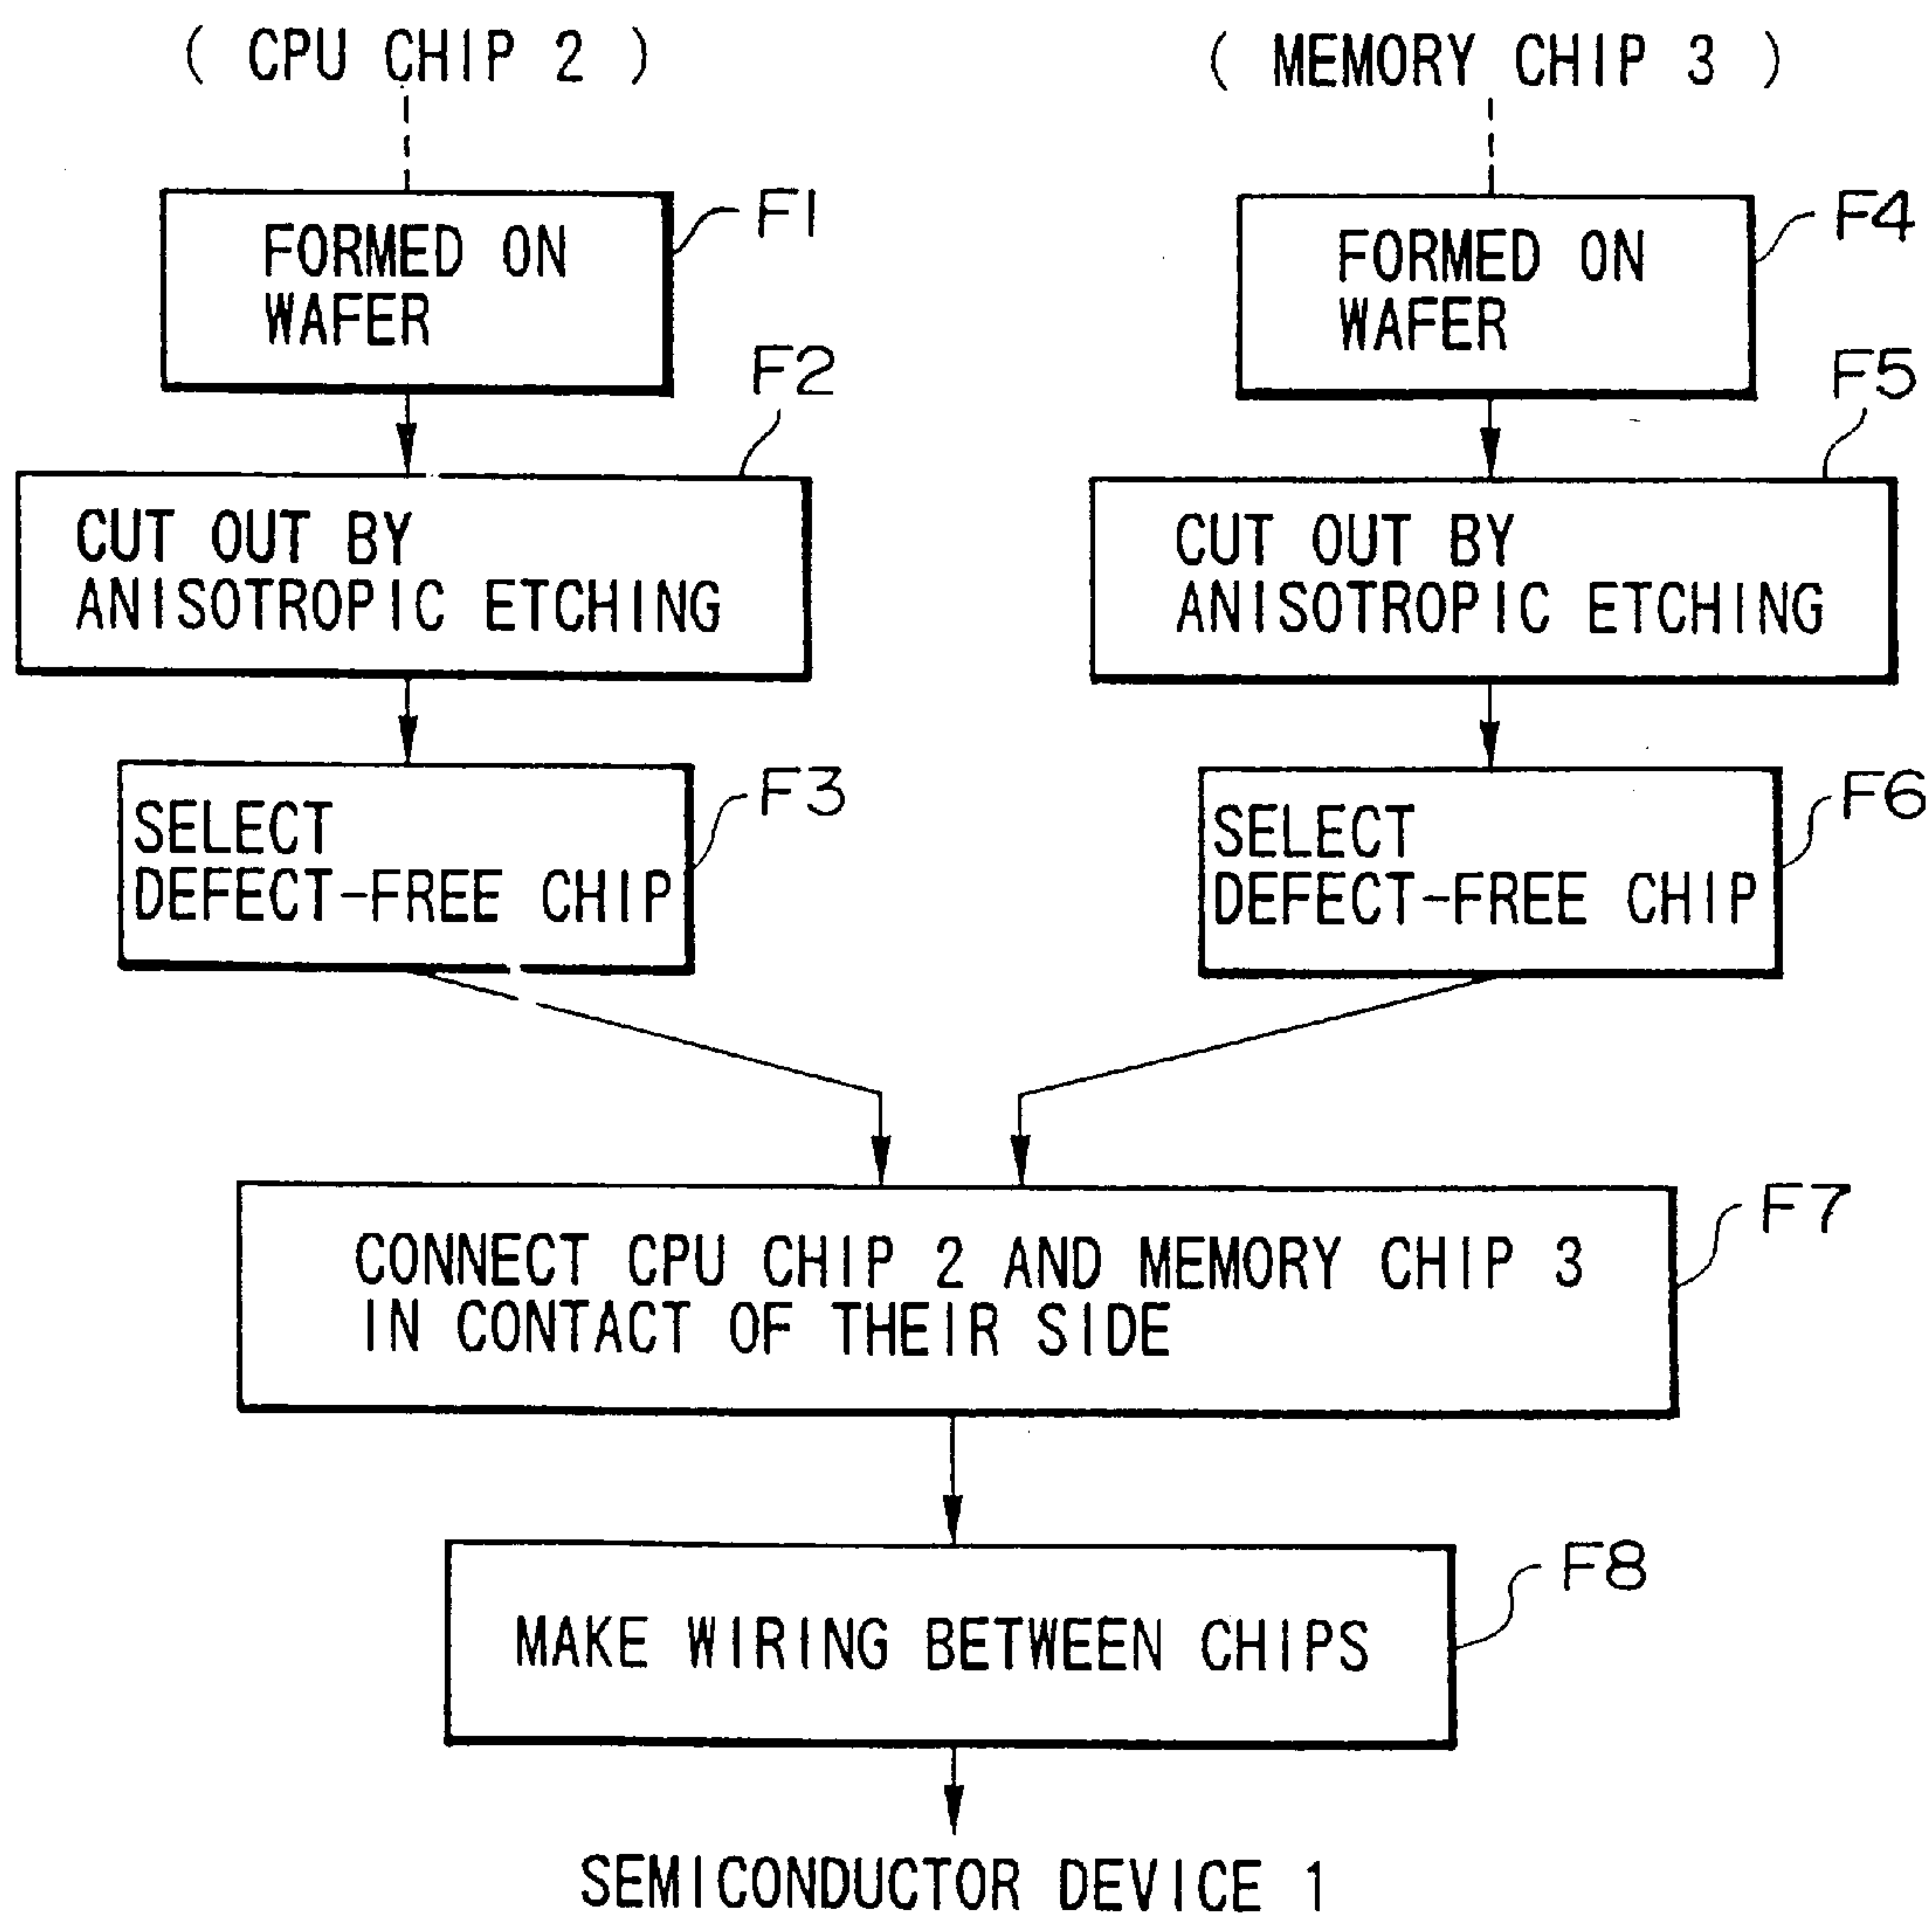 ( CPU CHIP 2 )
( MEMORY CHIP 3 )
FORMED ON
WAFER
F1
FORMED ON
WAFER
F4
F2
CUT OUT BY
ANISOTROPIC ETCHING
F5
CUT OUT BY
ANISOTROPIC ETCHING
SELECT
DEFECT-FREE CHIP
F3
SELECT
DEFECT-FREE CHIP
F6
CONNECT CPU CHIP 2 AND MEMORY CHIP 3
IN CONTACT OF THEIR SIDE
F7
MAKE WIRING BETWEEN CHIPS
F8
SEMICONDUCTOR DEVICE 1